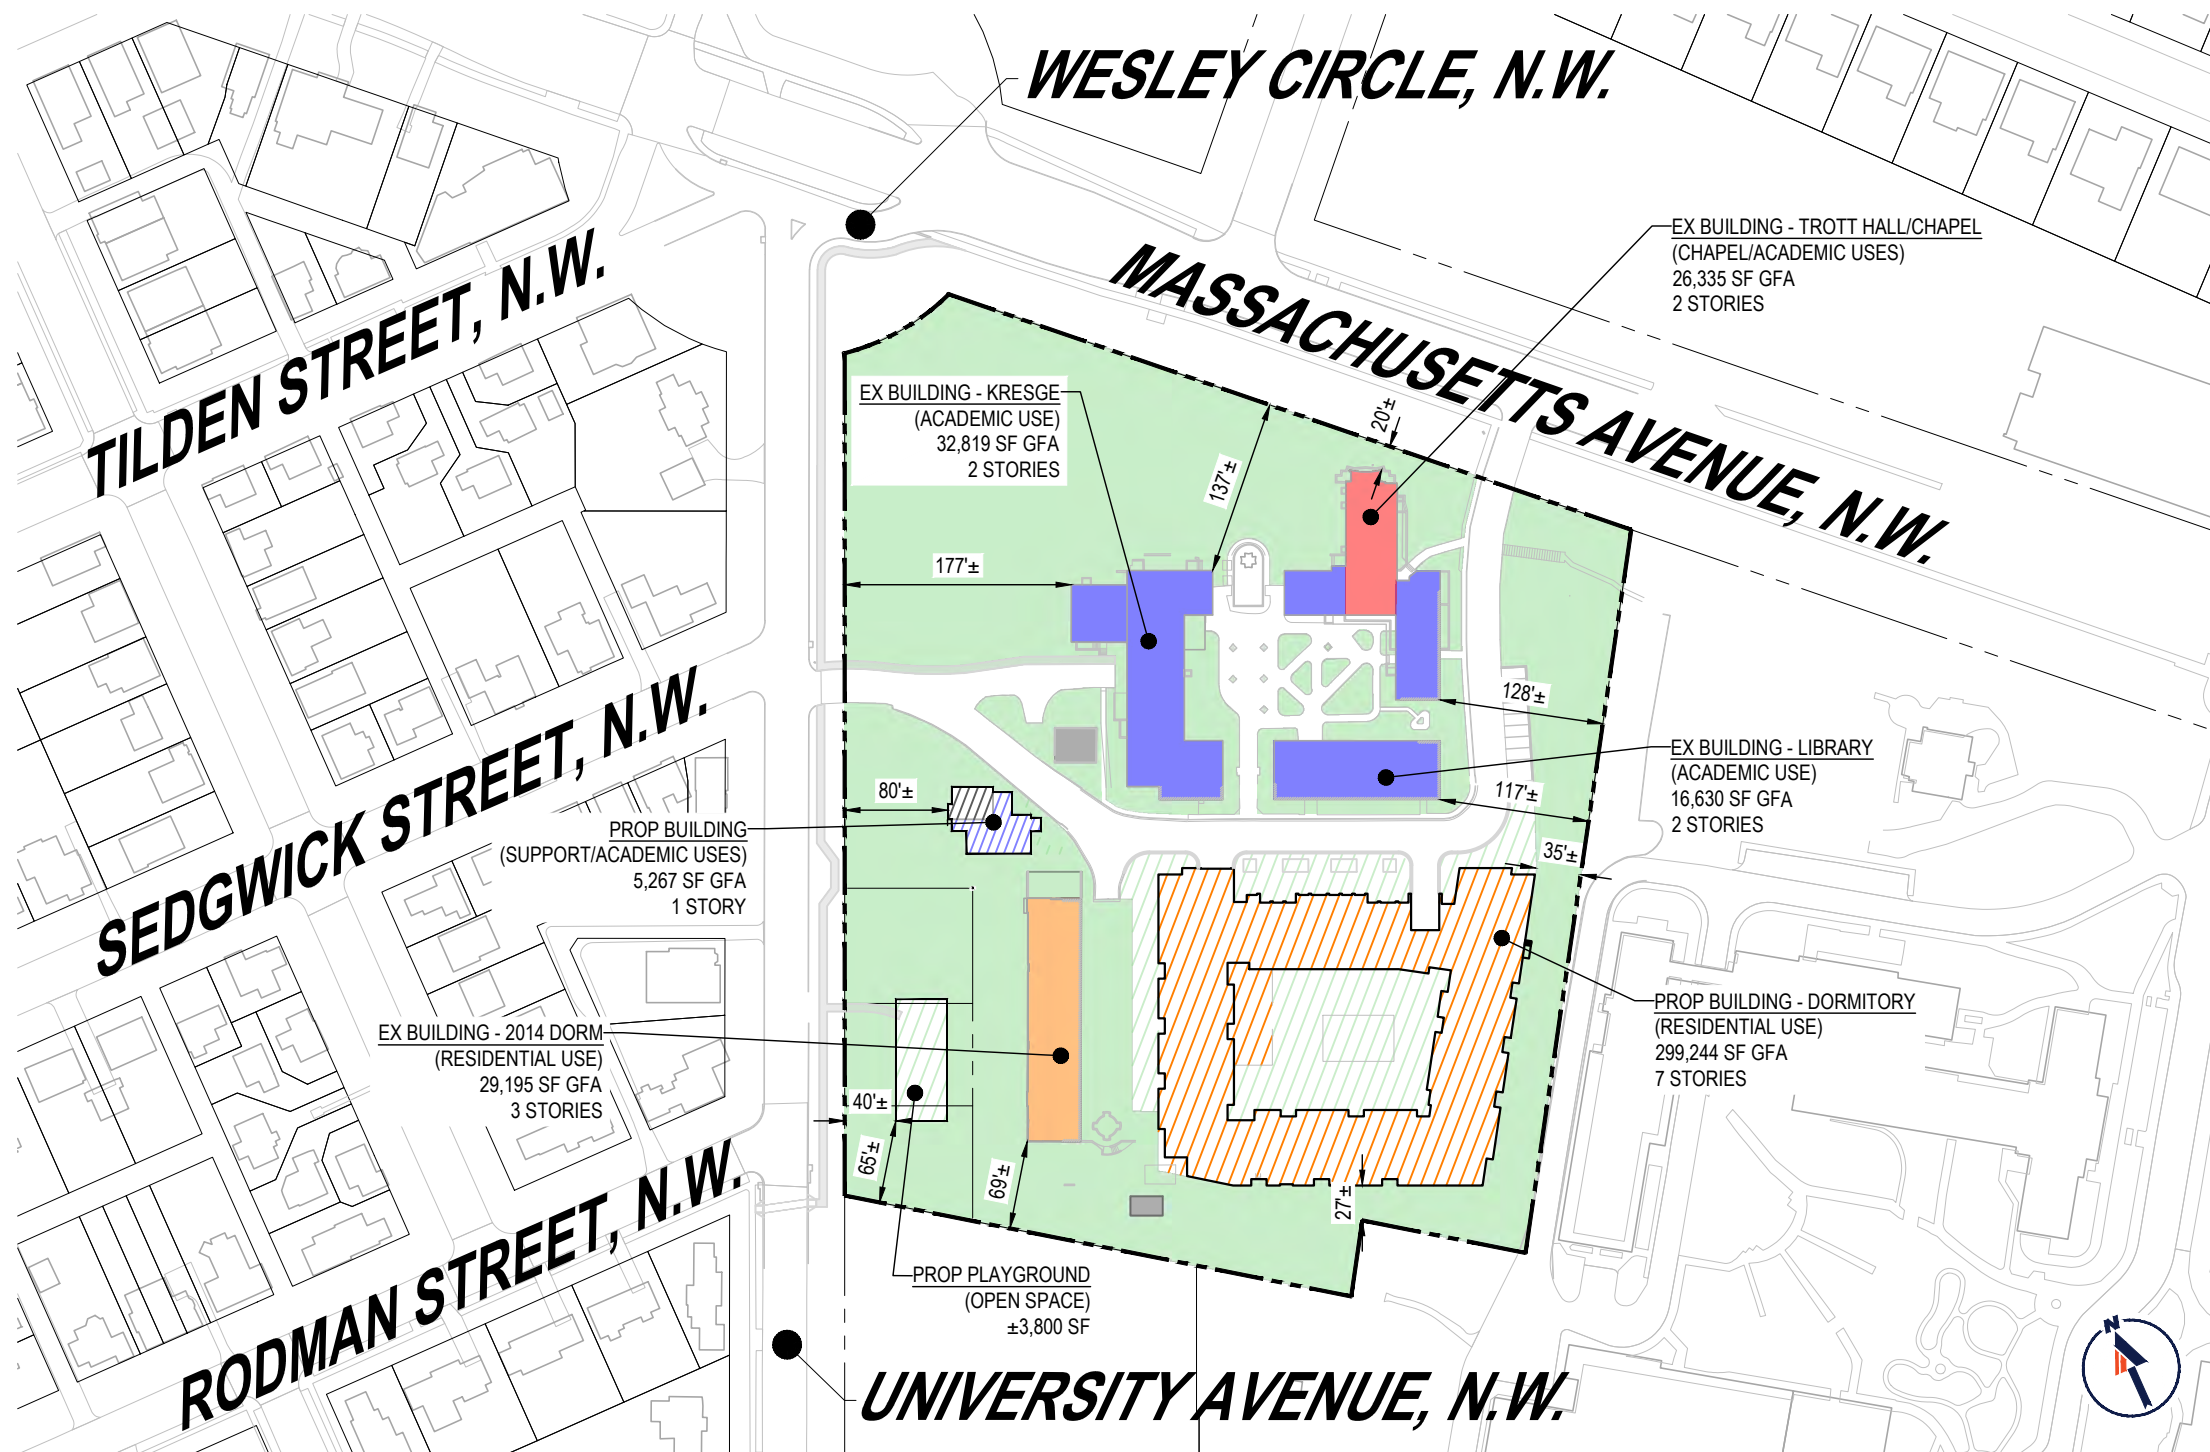 WESLEY CIRCLE, N.W.
MASSACHUSETTS AVENUE, N.W.
EX BUILDING - TROTT HALL/CHAPEL
(CHAPEL/ACADEMIC USES)
26,335 SF GFA
2 STORIES
TILDEN STREET, N.W.
EX BUILDING - KRESGE
(ACADEMIC USE)
32,819 SF GFA
2 STORIES
20'±
137'±
177'±
128'±
SEDGWICK STREET, N.W.
EX BUILDING - LIBRARY
(ACADEMIC USE)
16,630 SF GFA
2 STORIES
80'±
117'±
PROP BUILDING
(SUPPORT/ACADEMIC USES)
5,267 SF GFA
1 STORY
35'±
PROP BUILDING - DORMITORY
(RESIDENTIAL USE)
299,244 SF GFA
7 STORIES
EX BUILDING - 2014 DORM
(RESIDENTIAL USE)
29,195 SF GFA
3 STORIES
40'±
65'±
69'±
27'±
RODMAN STREET, N.W.
PROP PLAYGROUND
(OPEN SPACE)
±3,800 SF
N
UNIVERSITY AVENUE, N.W.